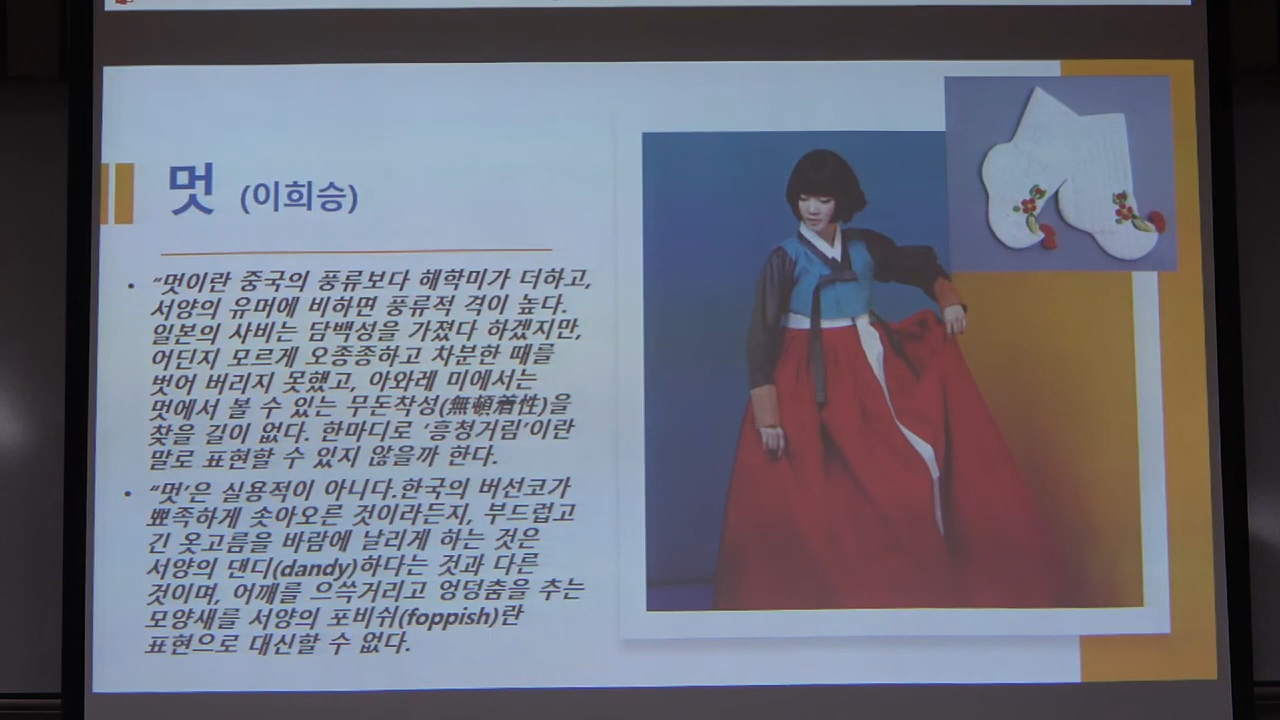 멋 (이희승)
• “멋이란 중국의 풍류보다 해학미가 더하고,
서양의 유머에 비하면 풍류적 격이 높다.
일본의 사비는 담백성을 가졌다 하겠지만,
어딘지 모르게 오종종하고 차분한 때를
벗어 버리지 못했고, 아와레 미에서는
멋에서 볼 수 있는 무돈착성(無頓着性)을
찾을 길이 없다. 한마디로 ‘흥청거림’이란
말로 표현할 수 있지 않을까 한다.
• “멋’은 실용적이 아니다.한국의 버선코가
뾰족하게 솟아오른 것이라든지, 부드럽고
긴 옷고름을 바람에 날리게 하는 것은
서양의 댄디(dandy)하다는 것과 다른
것이며, 어깨를 으쓱거리고 엉덩춤을 추는
모양새를 서양의 포비쉬(foppish)란
표현으로 대신할 수 없다.